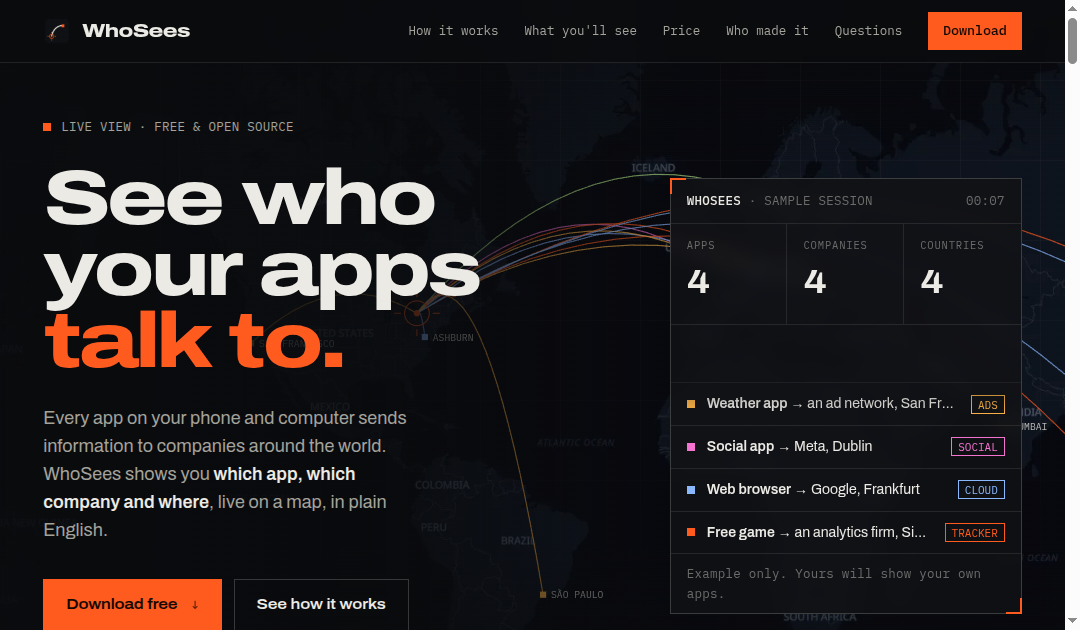 WhoSees
How it works
What you'll see
Price
Who made it
Questions
Download
LIVE VIEW · FREE & OPEN SOURCE
See who
your apps
talk to.
Every app on your phone and computer sends
information to companies around the world.
WhoSees shows you which app, which
company and where, live on a map, in plain
English.
Download free ↓
See how it works
ICELAND
ASHBURN
MEXICO
ATLANTIC OCEAN
COLOMBIA
PERU
BRAZIL
SÃO PAULO
WHOSEES · SAMPLE SESSION 00:07
APPS COMPANIES COUNTRIES
4 4 4
Weather app → an ad network, San Fr... ADS
Social app → Meta, Dublin SOCIAL
Web browser → Google, Frankfurt CLOUD
Free game → an analytics firm, Si... TRACKER
Example only. Yours will show your own
apps.
SOUTH AFRICA
OCEAN